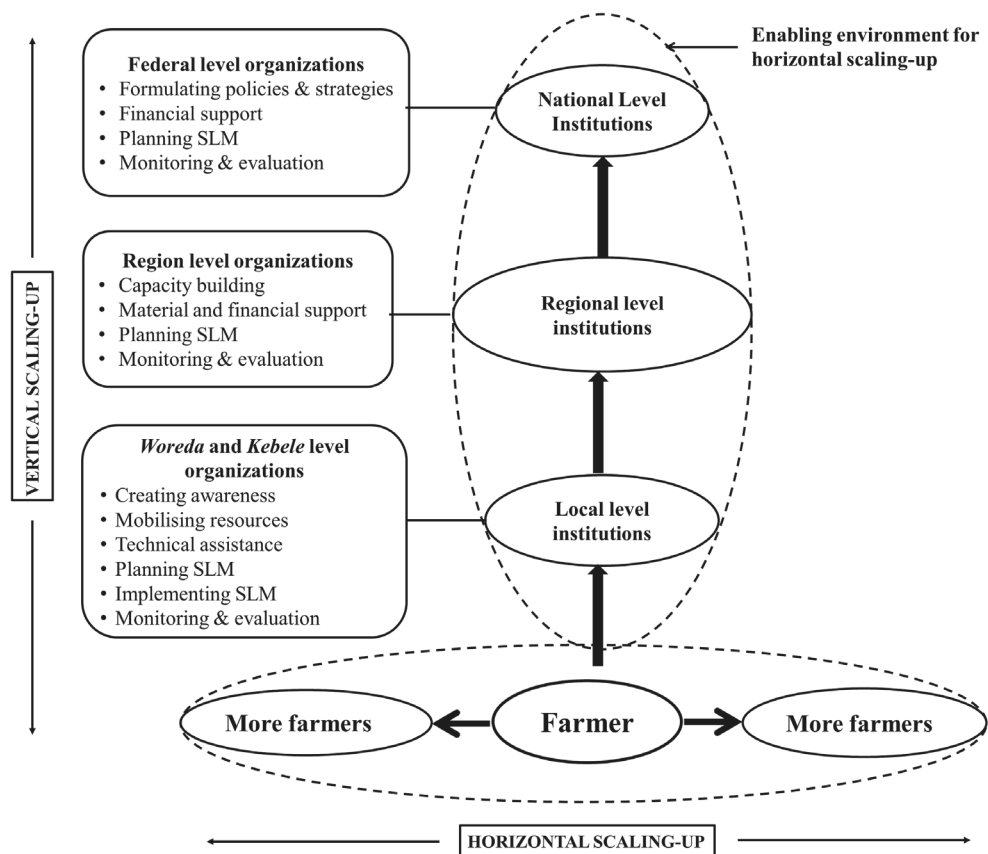 Enabling environment for
horizontal scaling-up
Federal level organizations
• Formulating policies & strategies
• Financial support
• Planning SLM
• Monitoring & evaluation
National Level
Institutions
Region level organizations
• Capacity building
• Material and financial support
• Planning SLM
• Monitoring & evaluation
Regional level
institutions
VERTICAL SCALING-UP
Woreda and Kebele level
organizations
• Creating awareness
• Mobilising resources
• Technical assistance
• Planning SLM
• Implementing SLM
• Monitoring & evaluation
Local level
institutions
More farmers
Farmer
More farmers
HORIZONTAL SCALING-UP